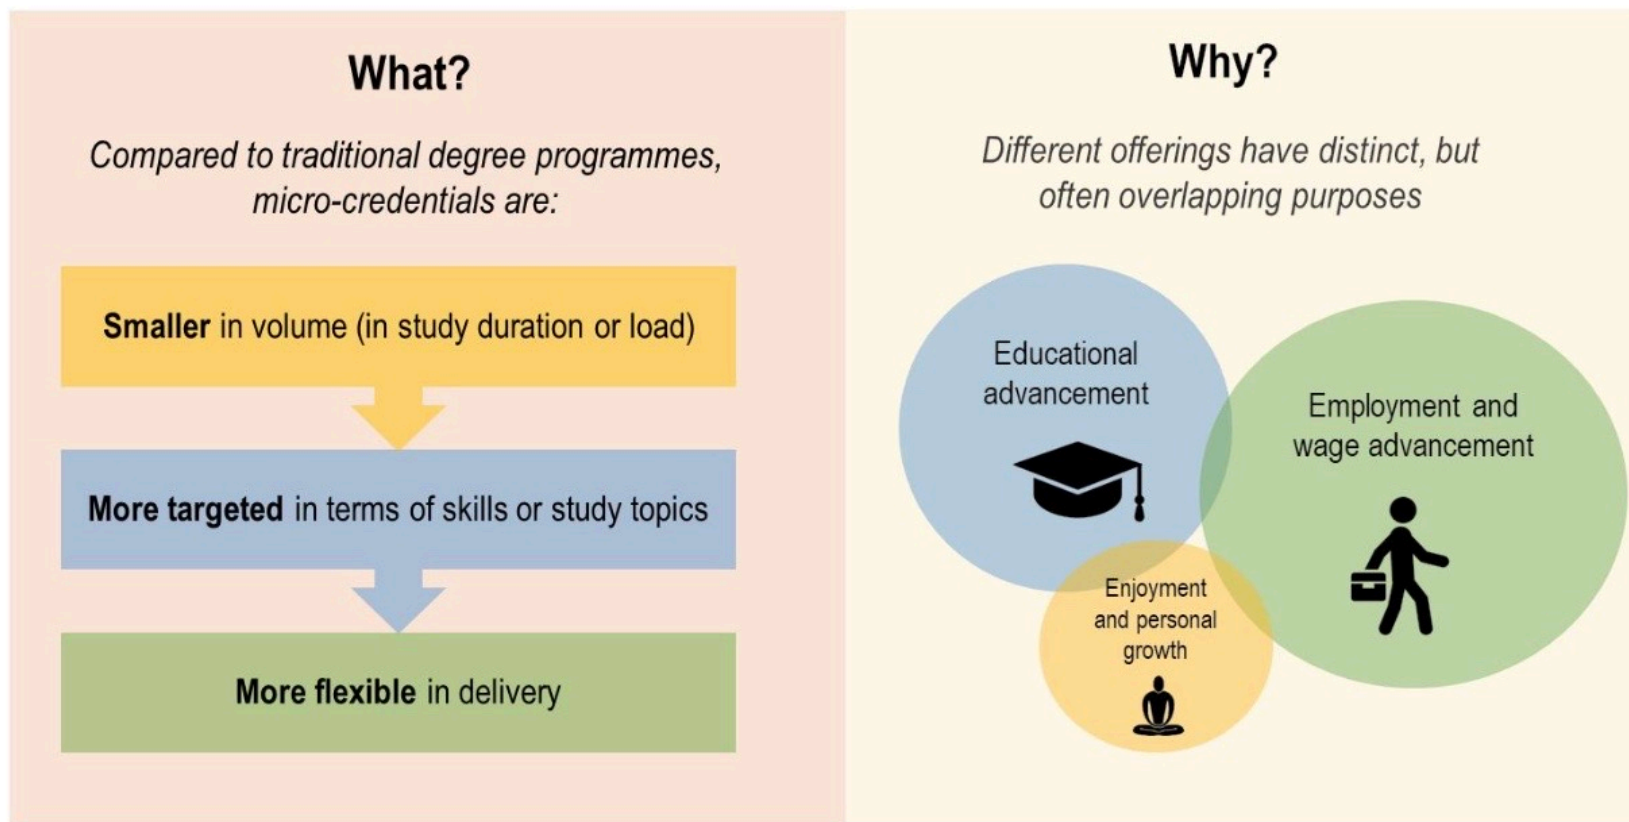 What?
Compared to traditional degree programmes,
micro-credentials are:
Smaller in volume (in study duration or load)
More targeted in terms of skills or study topics
More flexible in delivery
Why?
Different offerings have distinct, but
often overlapping purposes
Educational
advancement
Employment and
wage advancement
Enjoyment
and personal
growth